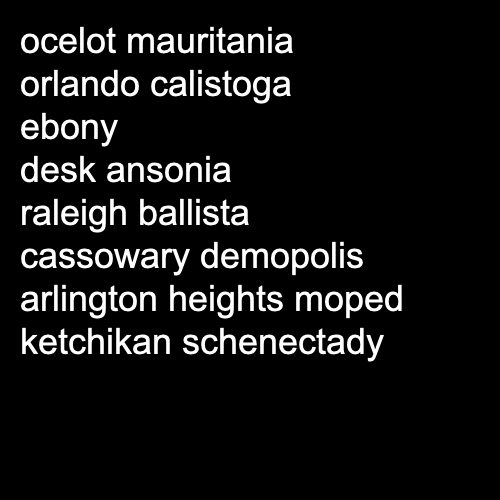 ocelot mauritania
orlando calistoga
ebony
desk ansonia
raleigh ballista
cassowary demopolis
arlington heights moped
ketchikan schenectady